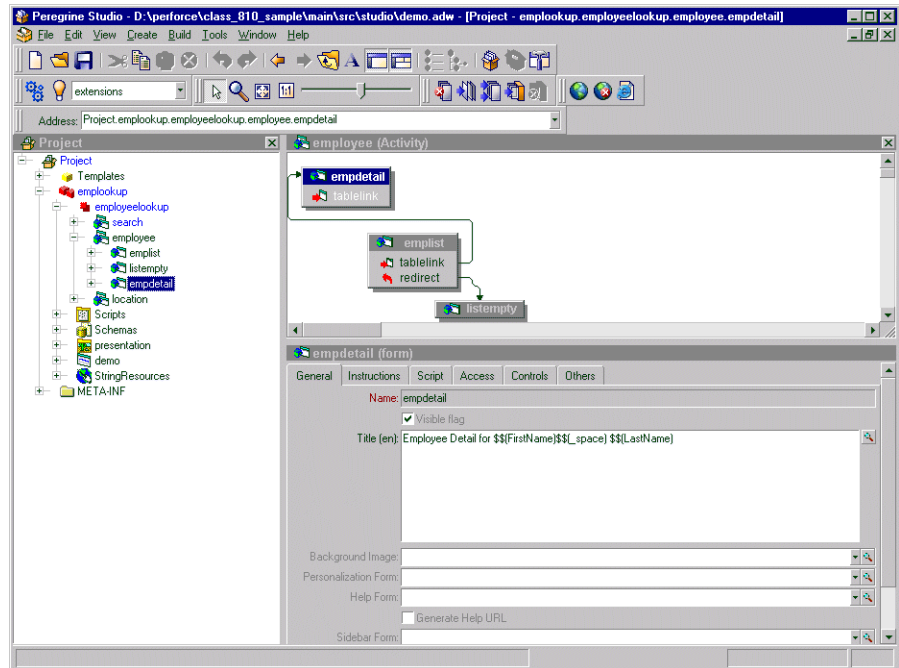 Peregrine Studio - D:\perforce\class_810_sample\main\src\studio\demo.adw - [Project - emplookup.employeelookup.employee.empdetail]
File Edit View Create Build Tools Window Help
extensions
1:1
Address: Project.emplookup.employeelookup.employee.empdetail
Project
Project
Templates
emplookup
employeelookup
search
employee
emplist
listempty
empdetail
location
Scripts
Schemas
presentation
demo
StringResources
META-INF
employee (Activity)
empdetail
tablelink
emplist
tablelink
redirect
listempty
empdetail (form)
General Instructions Script Access Controls Others
Name: empdetail
Visible flag
Title (en): Employee Detail for $$(FirstName)$$(_space) $$(LastName)
Background Image:
Personalization Form:
Help Form:
Generate Help URL
Sidebar Form: